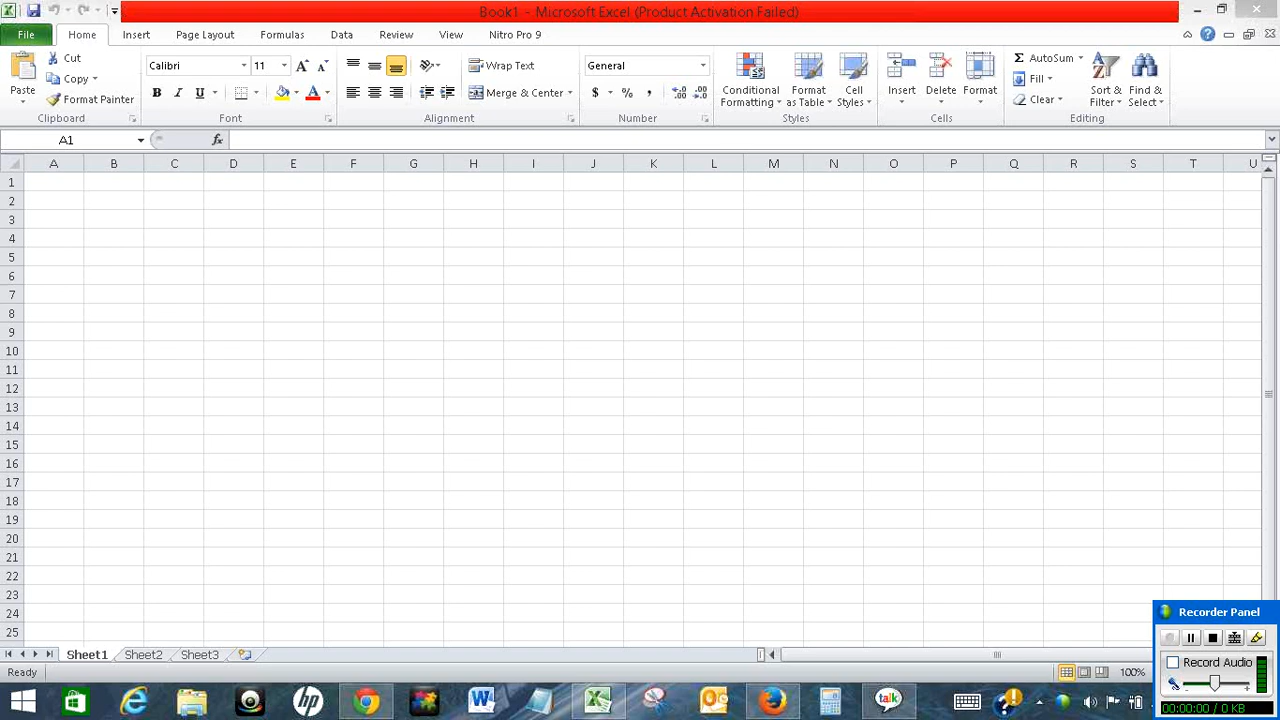 Book1 - Microsoft Excel (Product Activation Failed)
File Home Insert Page Layout Formulas Data Review View Nitro Pro 9
Paste
Cut
Copy
Format Painter
Clipboard
Calibri 11
B I U
Font
Wrap Text
Merge & Center
Alignment
General
$ % ,
Number
Conditional Formatting
Format as Table
Cell Styles
Styles
Insert
Delete
Format
Cells
Σ AutoSum
Fill
Clear
Sort & Filter
Find & Select
Editing
A1 fx
A B C D E F G H I J K L M N O P Q R S T U
1
2
3
4
5
6
7
8
9
10
11
12
13
14
15
16
17
18
19
20
21
22
23
24
25
Sheet1 Sheet2 Sheet3
Ready 100%
Recorder Panel
Record Audio
- +
00:00:00 / 0 KB
hp
talk